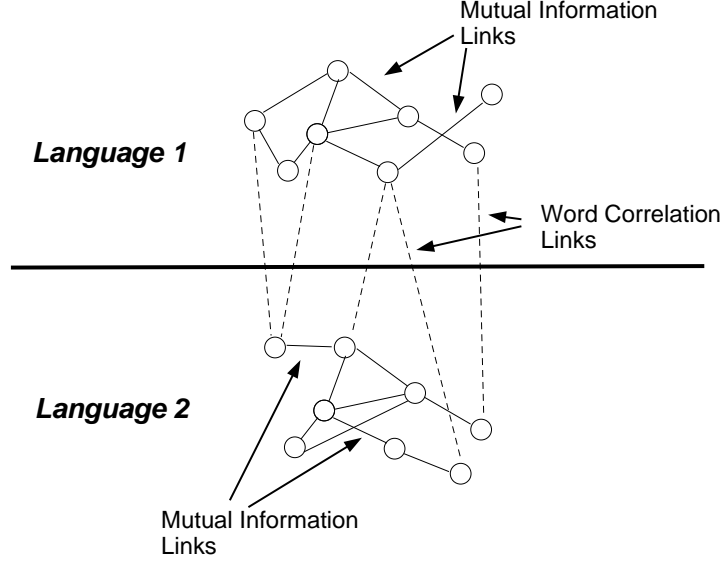 Mutual Information
Links
Language 1
Word Correlation
Links
Language 2
Mutual Information
Links